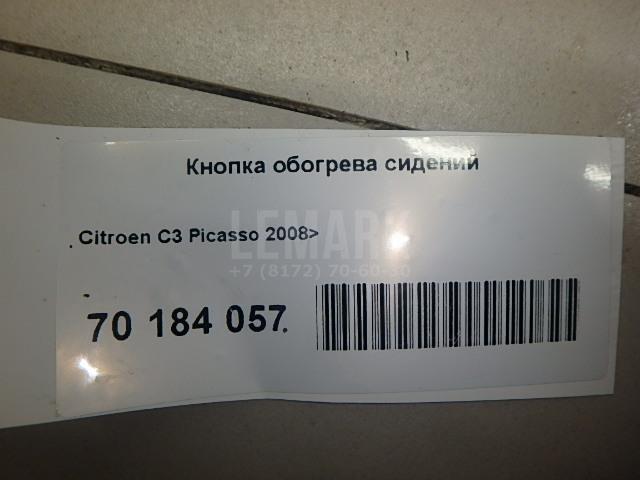 Кнопка обогрева сидений
LEMARK
Citroen C3 Picasso 2008>
+7 (8172) 70-60-30
70 184 057